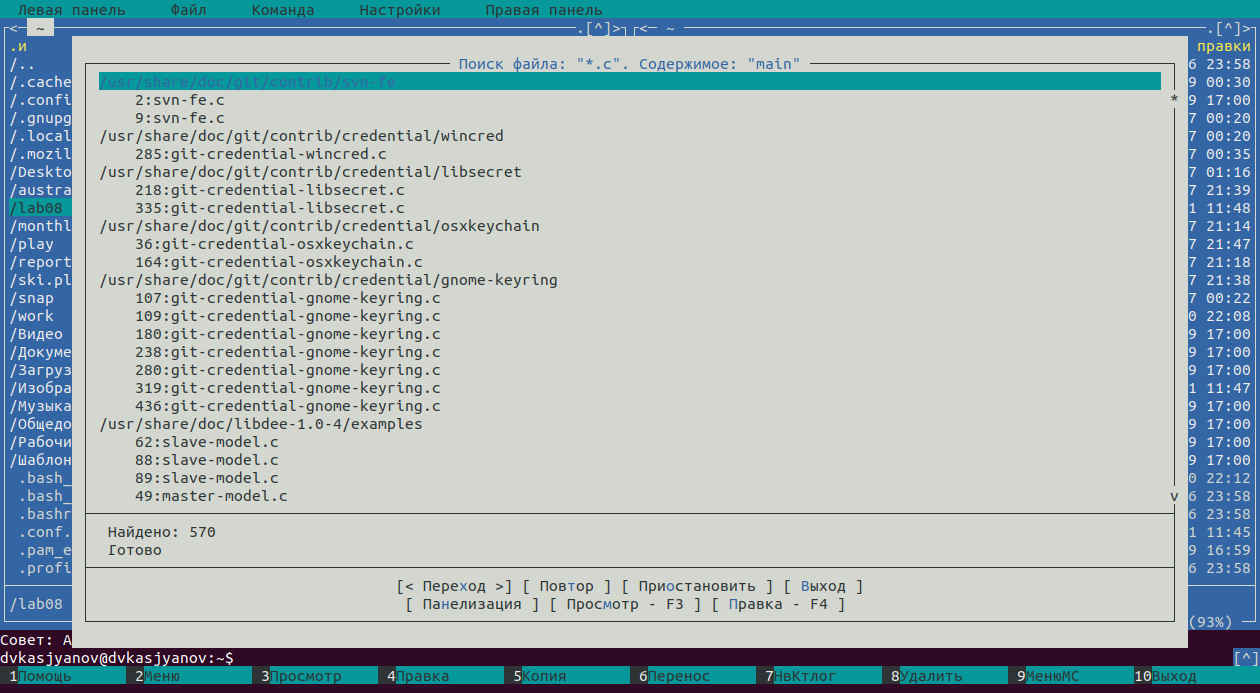 Левая панель Файл Команда Настройки Правая панель
<─ ~ .[^]> <─ ~ .[^]>
.и правки
Поиск файла: "*.c". Содержимое: "main"
/.. 6 23:58
/.cache /usr/share/doc/git/contrib/svn-fe 9 00:30
/.confi 2:svn-fe.c * 9 17:00
/.gnupg 9:svn-fe.c 7 00:20
/.local /usr/share/doc/git/contrib/credential/wincred 7 00:20
/.mozil 285:git-credential-wincred.c 7 00:35
/Deskto /usr/share/doc/git/contrib/credential/libsecret 7 01:16
/austra 218:git-credential-libsecret.c 7 21:39
/lab08 335:git-credential-libsecret.c 1 11:48
/monthl /usr/share/doc/git/contrib/credential/osxkeychain 7 21:14
/play 36:git-credential-osxkeychain.c 7 21:47
/report 164:git-credential-osxkeychain.c 7 21:18
/ski.pl /usr/share/doc/git/contrib/credential/gnome-keyring 7 21:38
/snap 107:git-credential-gnome-keyring.c 7 00:22
/work 109:git-credential-gnome-keyring.c 0 22:08
/Видео 180:git-credential-gnome-keyring.c 9 17:00
/Докуме 238:git-credential-gnome-keyring.c 9 17:00
/Загруз 280:git-credential-gnome-keyring.c 9 17:00
/Изобра 319:git-credential-gnome-keyring.c 1 11:47
/Музыка 436:git-credential-gnome-keyring.c 9 17:00
/Общедо /usr/share/doc/libdee-1.0-4/examples 9 17:00
/Рабочи 62:slave-model.c 9 17:00
/Шаблон 88:slave-model.c 9 17:00
.bash_ 89:slave-model.c 0 22:12
.bash_ 49:master-model.c v 6 23:58
.bashr 6 23:58
.conf. Найдено: 570 1 11:45
.pam_e Готово 9 16:59
.profi 6 23:58
[< Переход >] [ Повтор ] [ Приостановить ] [ Выход ]
/lab08 [ Панелизация ] [ Просмотр - F3 ] [ Правка - F4 ]
(93%)
Совет: А
dvkasjyanov@dvkasjyanov:~$ [^]
1Помощь 2Меню 3Просмотр 4Правка 5Копия 6Перенос 7НвКтлог 8Удалить 9МенюMC 10Выход